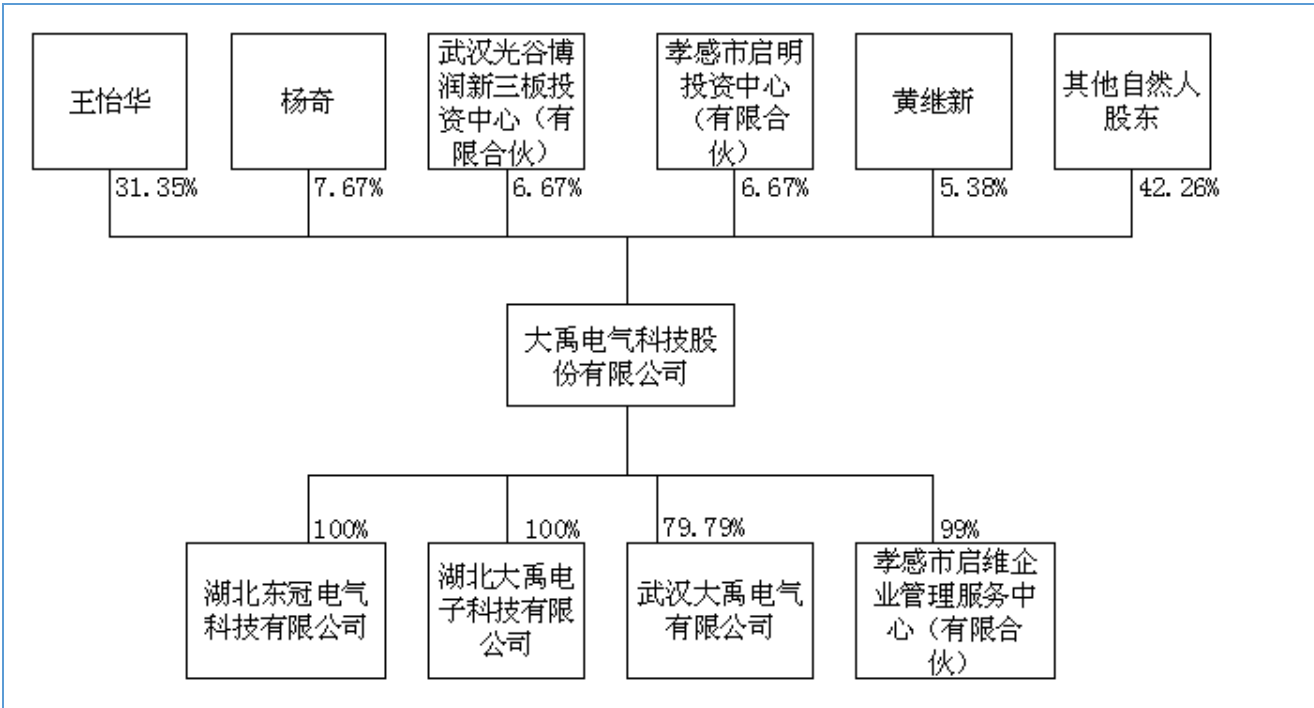 王怡华
杨奇
武汉光谷博
润新三板投
资中心（有
限合伙）
孝感市启明
投资中心
（有限合
伙）
黄继新
其他自然人
股东
31.35%
7.67%
6.67%
6.67%
5.38%
42.26%
大禹电气科技股
份有限公司
100%
100%
79.79%
99%
湖北东冠电气
科技有限公司
湖北大禹电
子科技有限
公司
武汉大禹电气
有限公司
孝感市启维企
业管理服务中
心（有限合
伙）